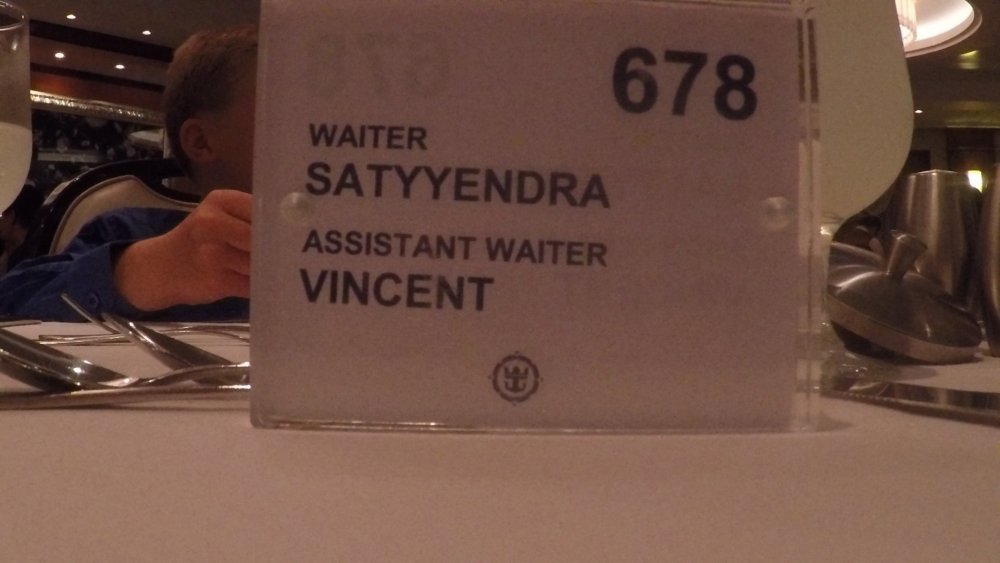 678
WAITER
SATYYENDRA
ASSISTANT WAITER
VINCENT